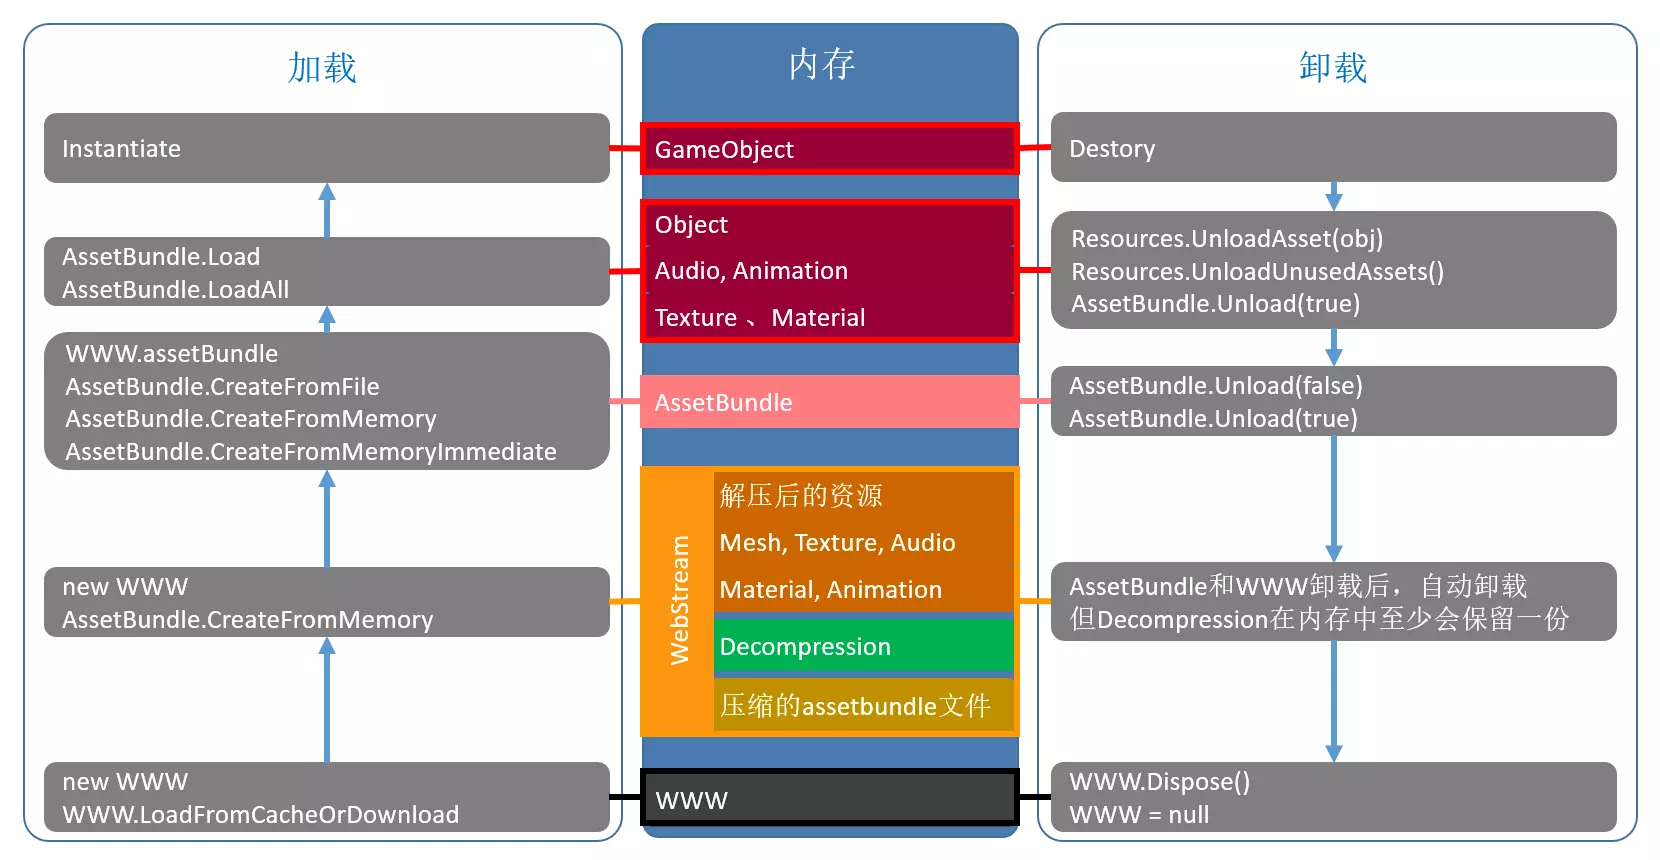 加载
Instantiate
AssetBundle.Load
AssetBundle.LoadAll
WWW.assetBundle
AssetBundle.CreateFromFile
AssetBundle.CreateFromMemory
AssetBundle.CreateFromMemoryImmediate
new WWW
AssetBundle.CreateFromMemory
new WWW
WWW.LoadFromCacheOrDownload
内存
GameObject
Object
Audio, Animation
Texture 、Material
AssetBundle
WebStream
解压后的资源
Mesh, Texture, Audio
Material, Animation
Decompression
压缩的assetbundle文件
WWW
卸载
Destory
Resources.UnloadAsset(obj)
Resources.UnloadUnusedAssets()
AssetBundle.Unload(true)
AssetBundle.Unload(false)
AssetBundle.Unload(true)
AssetBundle和WWW卸载后，自动卸载
但Decompression在内存中至少会保留一份
WWW.Dispose()
WWW = null